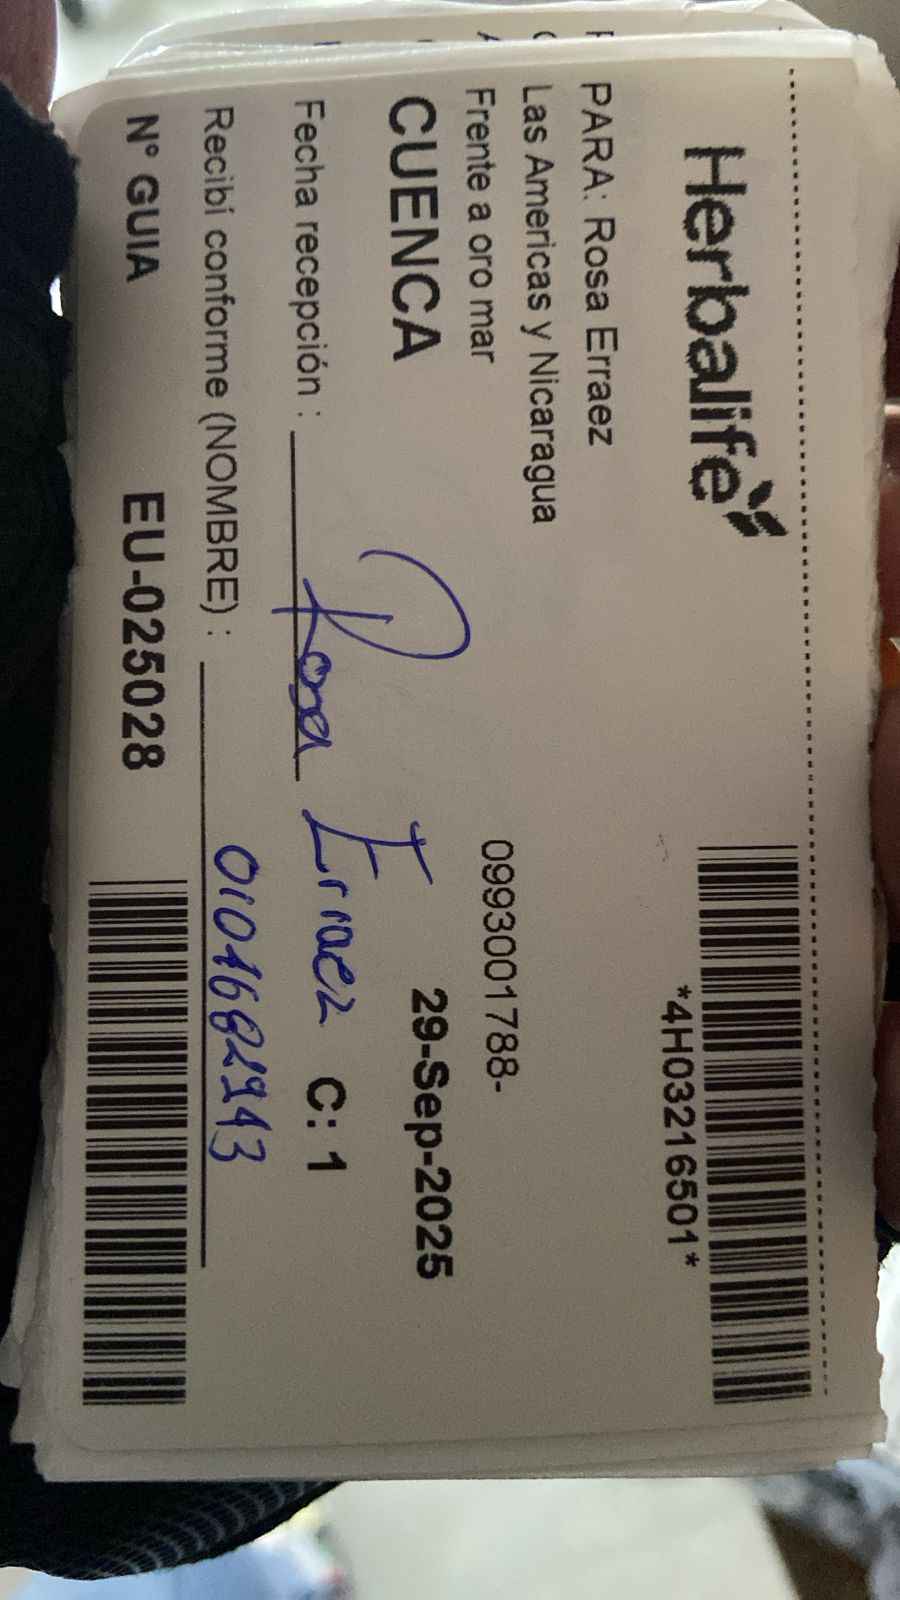 Herbalife
*4H03216501*
PARA: Rosa Erraez
Las Americas y Nicaragua
Frente a oro mar
0993001788-
CUENCA
29-Sep-2025
Fecha recepción : Rosa Erraez C: 1
Recibí conforme (NOMBRE) :
Nº GUIA EU-025028